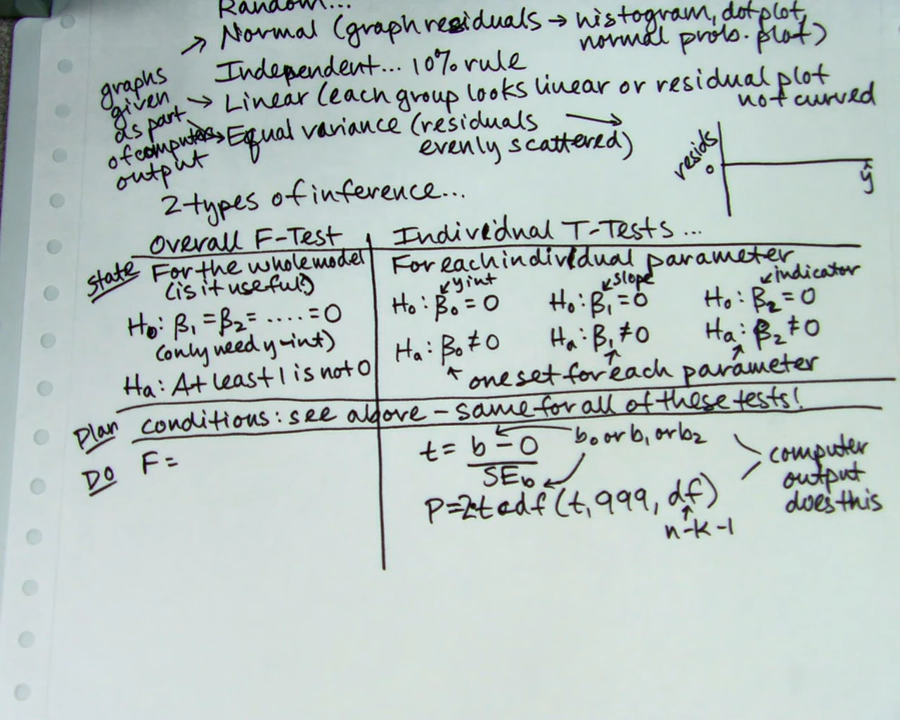 Random...
→ Normal (graph residuals → histogram, dotplot,
normal prob. plot)
Independent... 10% rule
graphs
given
as part
of computer
output
→ Linear (each group looks linear or residual plot
not curved
→ Equal variance (residuals →
evenly scattered)
resids
0
ŷ
2 types of inference...
Overall F-Test
Individual T-Tests ...
State
For the whole model
(is it useful?)
H₀: β₁ = β₂ = ..... = 0
(only need y-int)
Ha: At least 1 is not 0
For each individual parameter
y int
slope
indicator
H₀: β₀ = 0 H₀: β₁ = 0 H₀: β₂ = 0
Ha: β₀ ≠ 0 Ha: β₁ ≠ 0 Ha: β₂ ≠ 0
one set for each parameter
Plan
conditions: see above - same for all of these tests!
Do
F =
t = b - 0
SEb
b₀ or b₁ or b₂
P = 2tcdf (t, 999, df)
n-k-1
computer
output
does this